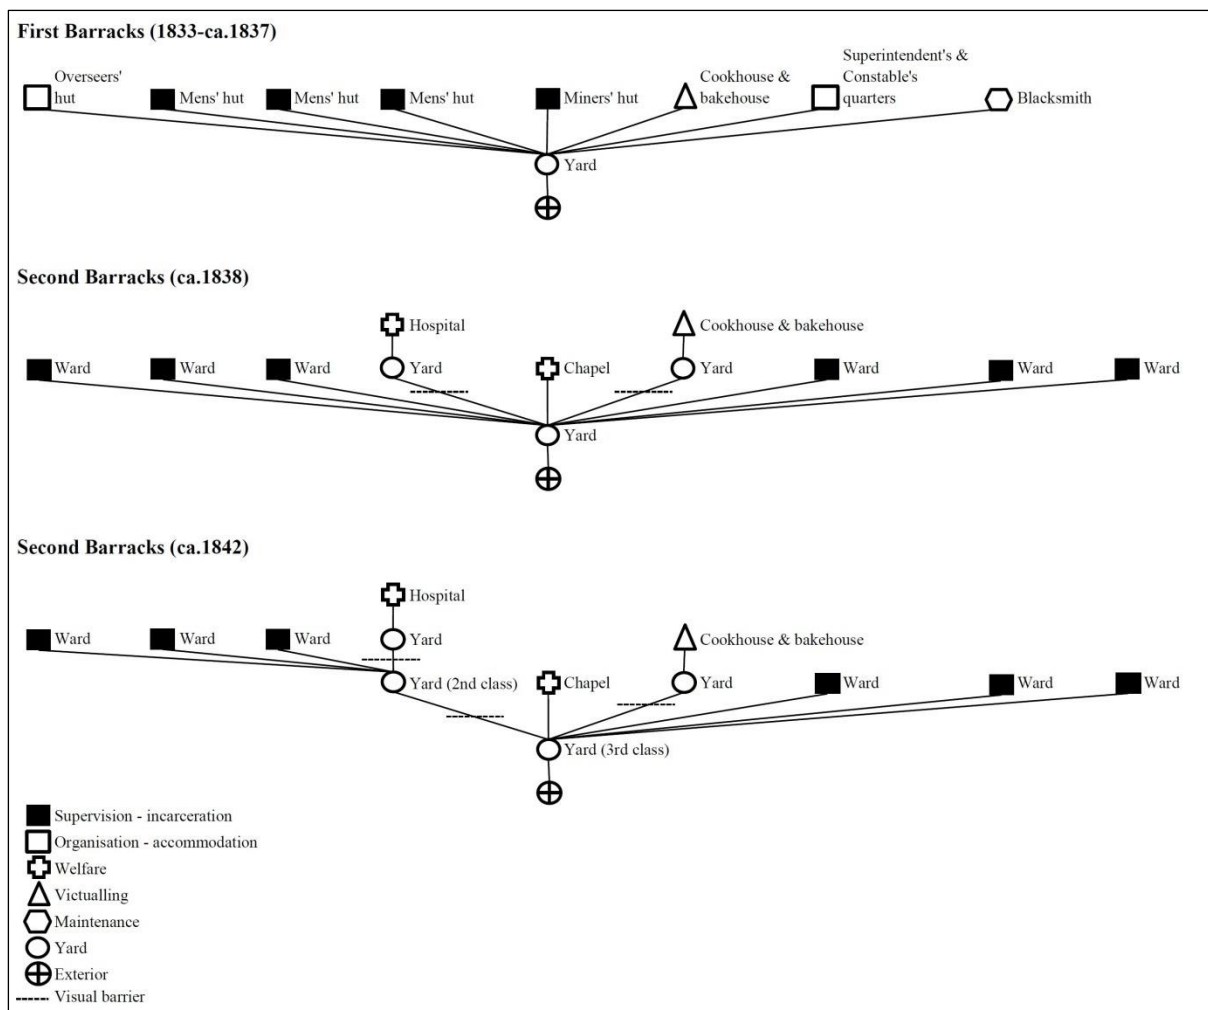 First Barracks (1833-ca.1837)
Superintendent's &
Overseers'
Cookhouse &
Constable's
hut
Mens' hut
Mens' hut
Mens' hut
Miners' hut
bakehouse
quarters
Blacksmith
Yard
Second Barracks (ca.1838)
Hospital
Cookhouse & bakehouse
Ward
Ward
Ward
Yard
Chapel
Yard
Ward
Ward
Ward
Yard
Second Barracks (ca.1842)
Hospital
Ward
Ward
Ward
Yard
Cookhouse & bakehouse
Yard (2nd class)
Chapel
Yard
Ward
Ward
Ward
Yard (3rd class)
Supervision - incarceration
Organisation - accommodation
Welfare
Victualling
Maintenance
Yard
Exterior
Visual barrier